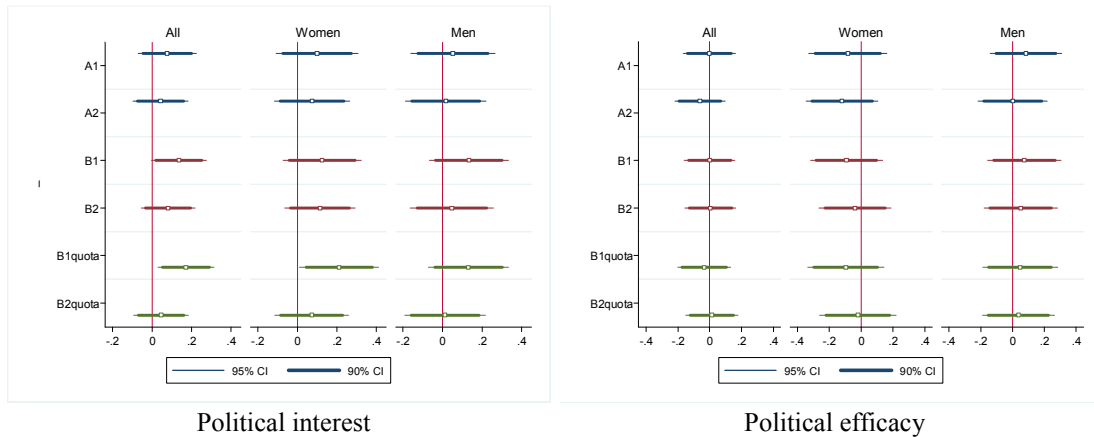 All Women Men
A1
A2
B1
B2
B1quota
B2quota
-.2 0 .2 .4 -.2 0 .2 .4 -.2 0 .2 .4
95% CI 90% CI
Political interest
All Women Men
A1
A2
B1
B2
B1quota
B2quota
-.4 -.2 0 .2 .4 -.4 -.2 0 .2 .4 -.4 -.2 0 .2 .4
95% CI 90% CI
Political efficacy